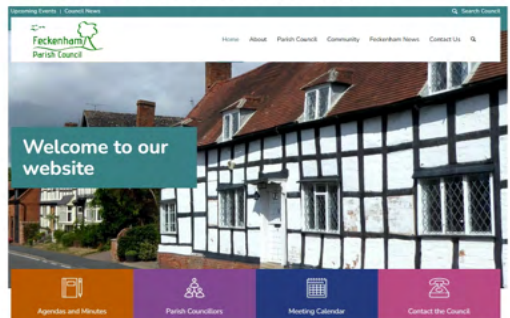 Upcoming Events | Council News
Search Council
Feckenham
Parish Council
Home About Parish Council Community Feckenham News Contact Us
Welcome to our
website
Agendas and Minutes
Parish Councillors
Meeting Calendar
Contact the Council